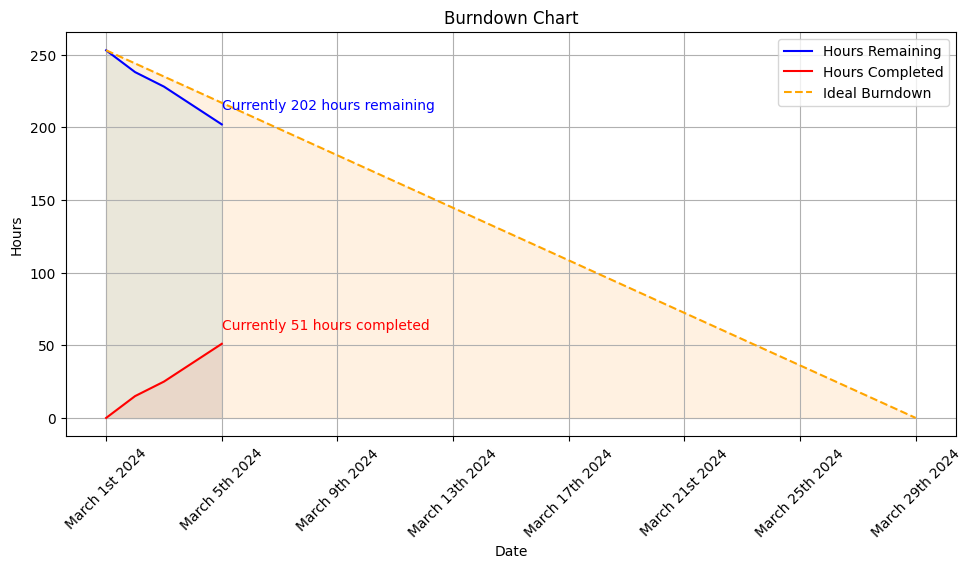 Burndown Chart
Hours Remaining
Hours Completed
Ideal Burndown
250
200
150
100
50
0
Hours
Currently 202 hours remaining
Currently 51 hours completed
March 1st 2024
March 5th 2024
March 9th 2024
March 13th 2024
March 17th 2024
March 21st 2024
March 25th 2024
March 29th 2024
Date